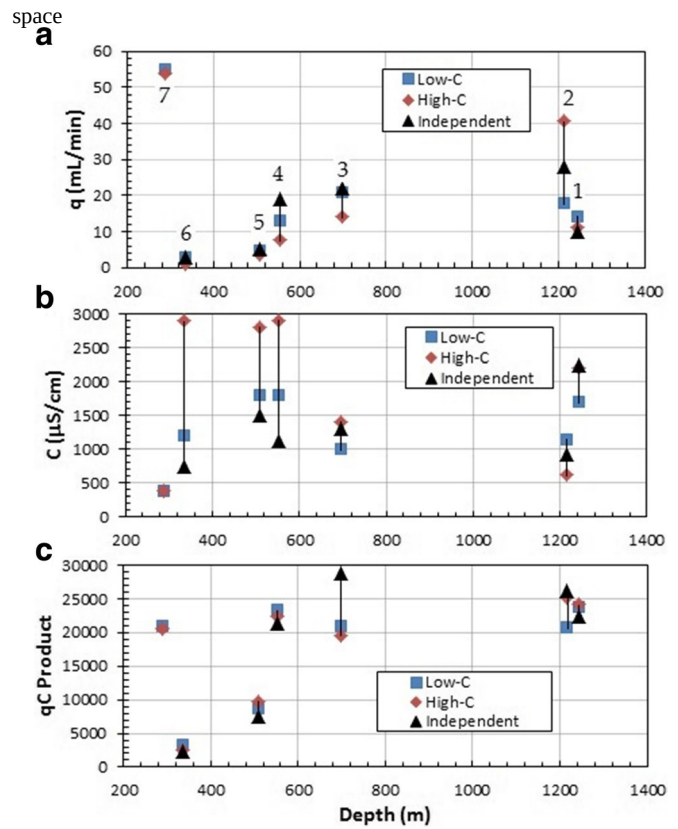 space
a
60
50
40
30
20
10
0
q (mL/min)
Low-C
High-C
Independent
7
6
5
4
3
2
1
200 400 600 800 1000 1200 1400
b
3000
2500
2000
1500
1000
500
0
C (µS/cm)
Low-C
High-C
Independent
200 400 600 800 1000 1200 1400
c
30000
25000
20000
15000
10000
5000
0
qC Product
Low-C
High-C
Independent
200 400 600 800 1000 1200 1400
Depth (m)